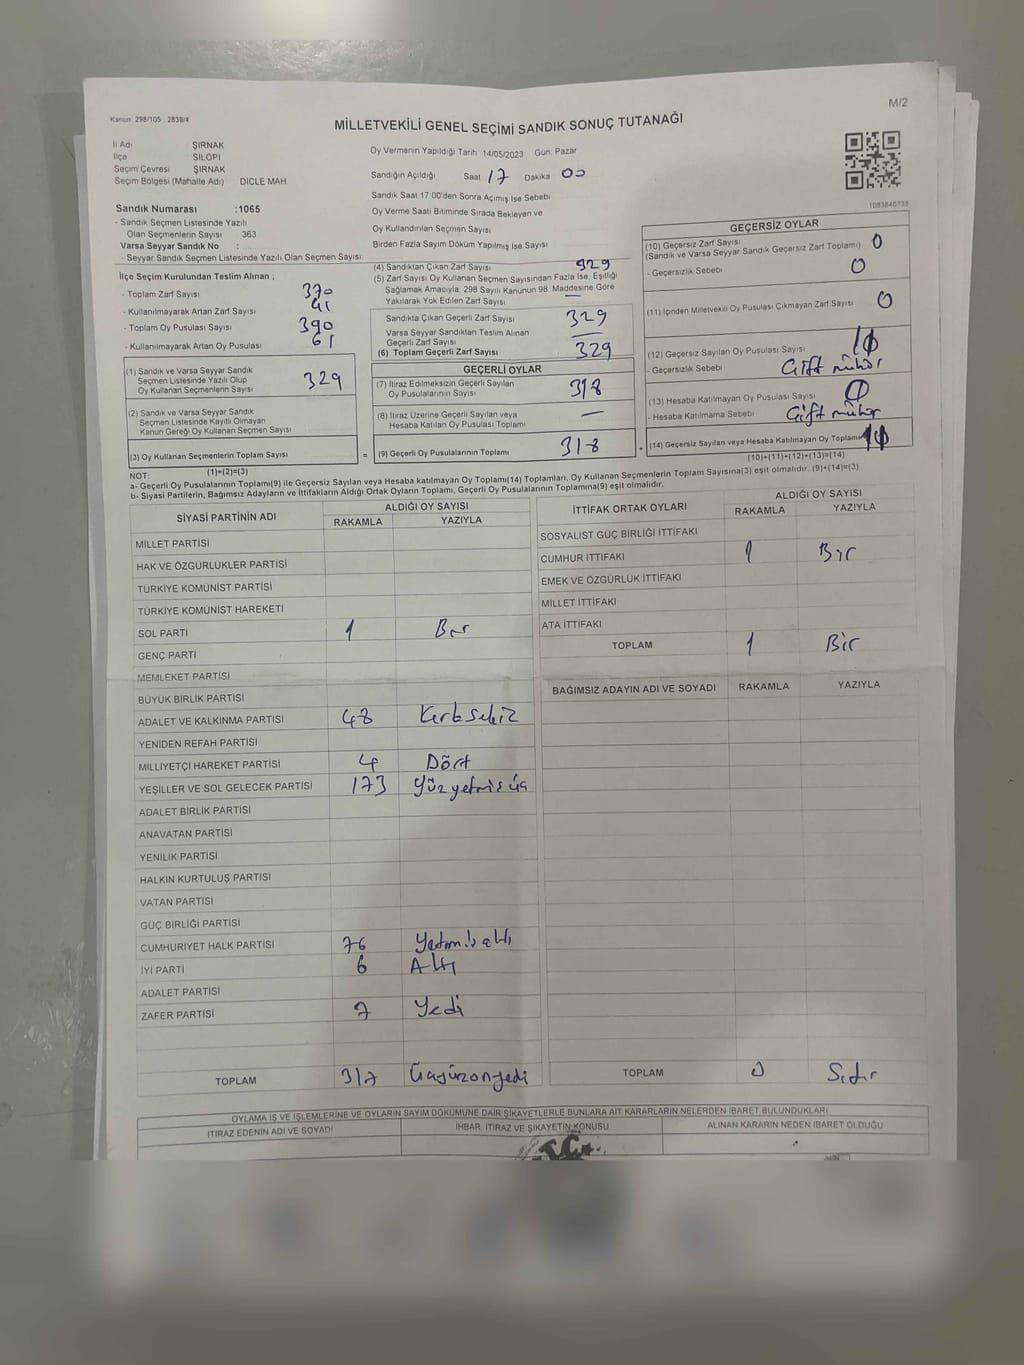 M/2
Kanun: 298/105 , 2839/4
MİLLETVEKİLİ GENEL SEÇİMİ SANDIK SONUÇ TUTANAĞI
İl Adı ŞIRNAK
İlçe SİLOPİ
Seçim Çevresi ŞIRNAK
Seçim Bölgesi (Mahalle Adı) DİCLE MAH
Sandık Numarası :1065
- Sandık Seçmen Listesinde Yazılı
Olan Seçmenlerin Sayısı 363
Varsa Seyyar Sandık No :
- Seyyar Sandık Seçmen Listesinde Yazılı Olan Seçmen Sayısı
Oy Vermenin Yapıldığı Tarih 14/05/2023 Gün: Pazar
Sandığın Açıldığı Saat 17 Dakika 00
Sandık Saat 17:00'den Sonra Açımış İse Sebebi
Oy Verme Saati Bitiminde Sırada Bekleyen ve
Oy Kullandırılan Seçmen Sayısı
Birden Fazla Sayım Döküm Yapılmış İse Sayısı
1083840738
İlçe Seçim Kurulundan Teslim Alınan ;
- Toplam Zarf Sayısı 370
- Kullanılmayarak Artan Zarf Sayısı 41
- Toplam Oy Pusulası Sayısı 390
- Kullanılmayarak Artan Oy Pusulası 61
(1) Sandık ve Varsa Seyyar Sandık
Seçmen Listesinde Yazılı Olup
Oy Kullanan Seçmenlerin Sayısı 329
(2) Sandık ve Varsa Seyyar Sandık
Seçmen Listesinde Kayıtlı Olmayan
Kanun Gereği Oy Kullanan Seçmen Sayısı
(3) Oy Kullanan Seçmenlerin Toplam Sayısı =
(1)+(2)=(3)
(4) Sandıktan Çıkan Zarf Sayısı 329
(5) Zarf Sayısı Oy Kullanan Seçmen Sayısından Fazla İse, Eşitliği
Sağlamak Amacıyla, 298 Sayılı Kanunun 98. Maddesine Göre
Yakılarak Yok Edilen Zarf Sayısı —
Sandıkta Çıkan Geçerli Zarf Sayısı 329
Varsa Seyyar Sandıktan Teslim Alınan
Geçerli Zarf Sayısı —
(6) Toplam Geçerli Zarf Sayısı 329
GEÇERLİ OYLAR
(7) İtiraz Edilmeksizin Geçerli Sayılan
Oy Pusulalarının Sayısı 318
(8) İtiraz Üzerine Geçerli Sayılan veya
Hesaba Katılan Oy Pusulası Toplamı —
(9) Geçerli Oy Pusulalarının Toplamı 318 +
GEÇERSİZ OYLAR
(10) Geçersiz Zarf Sayısı
(Sandık ve Varsa Seyyar Sandık Geçersiz Zarf Toplamı) 0
- Geçersizlik Sebebi 0
(11) İçinden Milletvekili Oy Pusulası Çıkmayan Zarf Sayısı 0
(12) Geçersiz Sayılan Oy Pusulası Sayısı
- Geçersizlik Sebebi Çift mühür
(13) Hesaba Katılmayan Oy Pusulası Sayısı
- Hesaba Katılmama Sebebi Çift mühür
(14) Geçersiz Sayılan veya Hesaba Katılmayan Oy Toplamı
(10)+(11)+(12)+(13)=(14)
NOT:
a- Geçerli Oy Pusulalarının Toplamı(9) ile Geçersiz Sayılan veya Hesaba katılmayan Oy Toplamı(14) Toplamları, Oy Kullanan Seçmenlerin Toplam Sayısına(3) eşit olmalıdır. (9)+(14)=(3)
b- Siyasi Partilerin, Bağımsız Adayların ve İttifakların Aldığı Ortak Oyların Toplamı, Geçerli Oy Pusulalarının Toplamına(9) eşit olmalıdır.
SİYASİ PARTİNİN ADI ALDIĞI OY SAYISI
RAKAMLA YAZIYLA
MİLLET PARTİSİ
HAK VE ÖZGÜRLÜKLER PARTİSİ
TÜRKİYE KOMÜNİST PARTİSİ
TÜRKİYE KOMÜNİST HAREKETİ
SOL PARTİ 1 Bir
GENÇ PARTİ
MEMLEKET PARTİSİ
BÜYÜK BİRLİK PARTİSİ
ADALET VE KALKINMA PARTİSİ 48 Kırksekiz
YENİDEN REFAH PARTİSİ
MİLLİYETÇİ HAREKET PARTİSİ 4 Dört
YEŞİLLER VE SOL GELECEK PARTİSİ 173 Yüzyetmiş üç
ADALET BİRLİK PARTİSİ
ANAVATAN PARTİSİ
YENİLİK PARTİSİ
HALKIN KURTULUŞ PARTİSİ
VATAN PARTİSİ
GÜÇ BİRLİĞİ PARTİSİ
CUMHURİYET HALK PARTİSİ 76 Yetmiş altı
İYİ PARTİ 6 Altı
ADALET PARTİSİ
ZAFER PARTİSİ 7 Yedi
TOPLAM 317 Üçyüzonyedi
İTTİFAK ORTAK OYLARI ALDIĞI OY SAYISI
RAKAMLA YAZIYLA
SOSYALİST GÜÇ BİRLİĞİ İTTİFAKI
CUMHUR İTTİFAKI 1 Bir
EMEK VE ÖZGÜRLÜK İTTİFAKI
MİLLET İTTİFAKI
ATA İTTİFAKI
TOPLAM 1 Bir
BAĞIMSIZ ADAYIN ADI VE SOYADI RAKAMLA YAZIYLA
TOPLAM 0 Sıfır
OYLAMA İŞ VE İŞLEMLERİNE VE OYLARIN SAYIM DÖKÜMÜNE DAİR ŞİKAYETLERLE BUNLARA AİT KARARLARIN NELERDEN İBARET BULUNDUKLARI
İTİRAZ EDENİN ADI VE SOYADI İHBAR, İTİRAZ VE ŞİKAYETİN KONUSU ALINAN KARARIN NEDEN İBARET OLDUĞU
T.C.